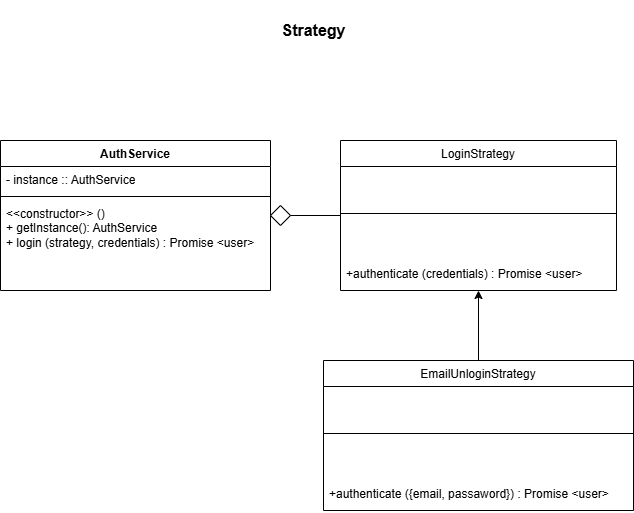 Strategy
AuthService
- instance :: AuthService
<<constructor>> ()
+ getInstance(): AuthService
+ login (strategy, credentials) : Promise <user>
LoginStrategy
+authenticate (credentials) : Promise <user>
EmailUnloginStrategy
+authenticate ({email, passaword}) : Promise <user>